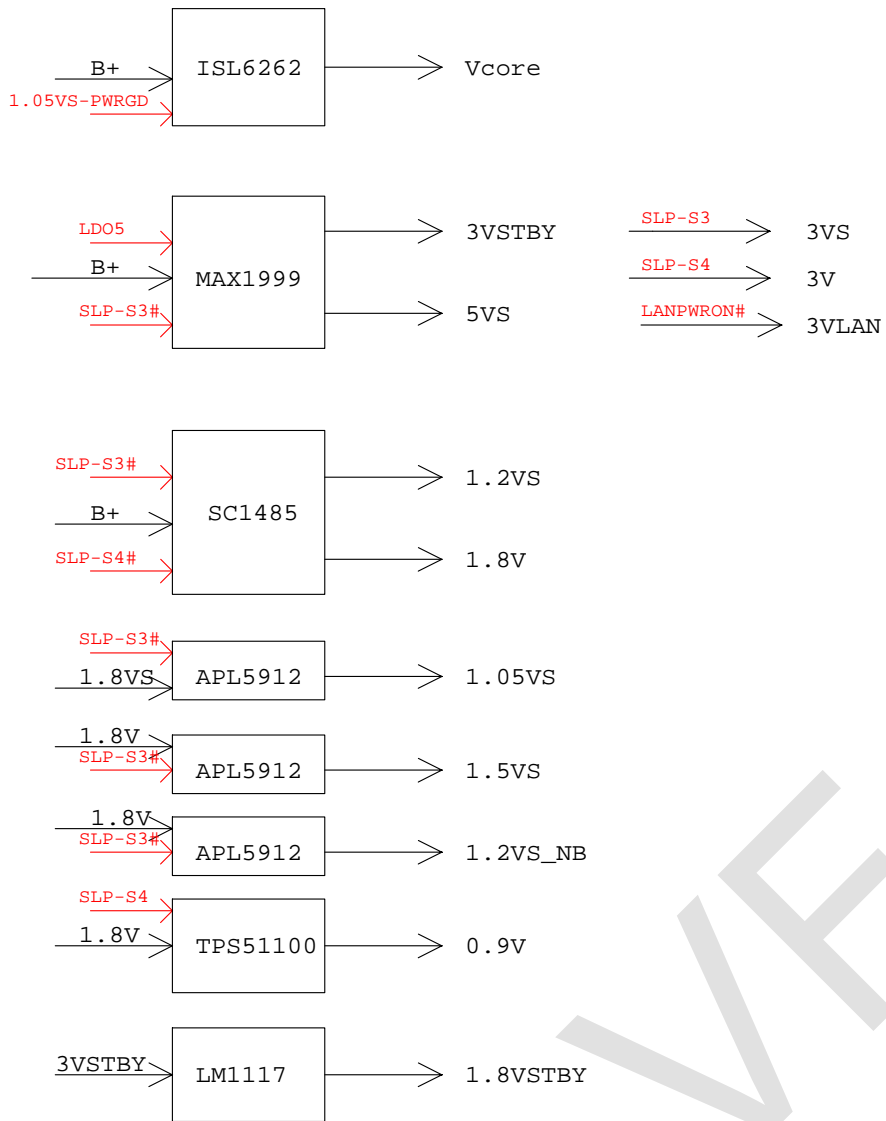 B+
ISL6262
Vcore
1.05VS-PWRGD
LDO5
3VSTBY
SLP-S3
3VS
B+
MAX1999
SLP-S4
3V
SLP-S3#
5VS
LANPWRON#
3VLAN
SLP-S3#
1.2VS
B+
SC1485
SLP-S4#
1.8V
SLP-S3#
1.8VS
APL5912
1.05VS
1.8V
SLP-S3#
APL5912
1.5VS
1.8V
SLP-S3#
APL5912
1.2VS_NB
SLP-S4
1.8V
TPS51100
0.9V
3VSTBY
LM1117
1.8VSTBY